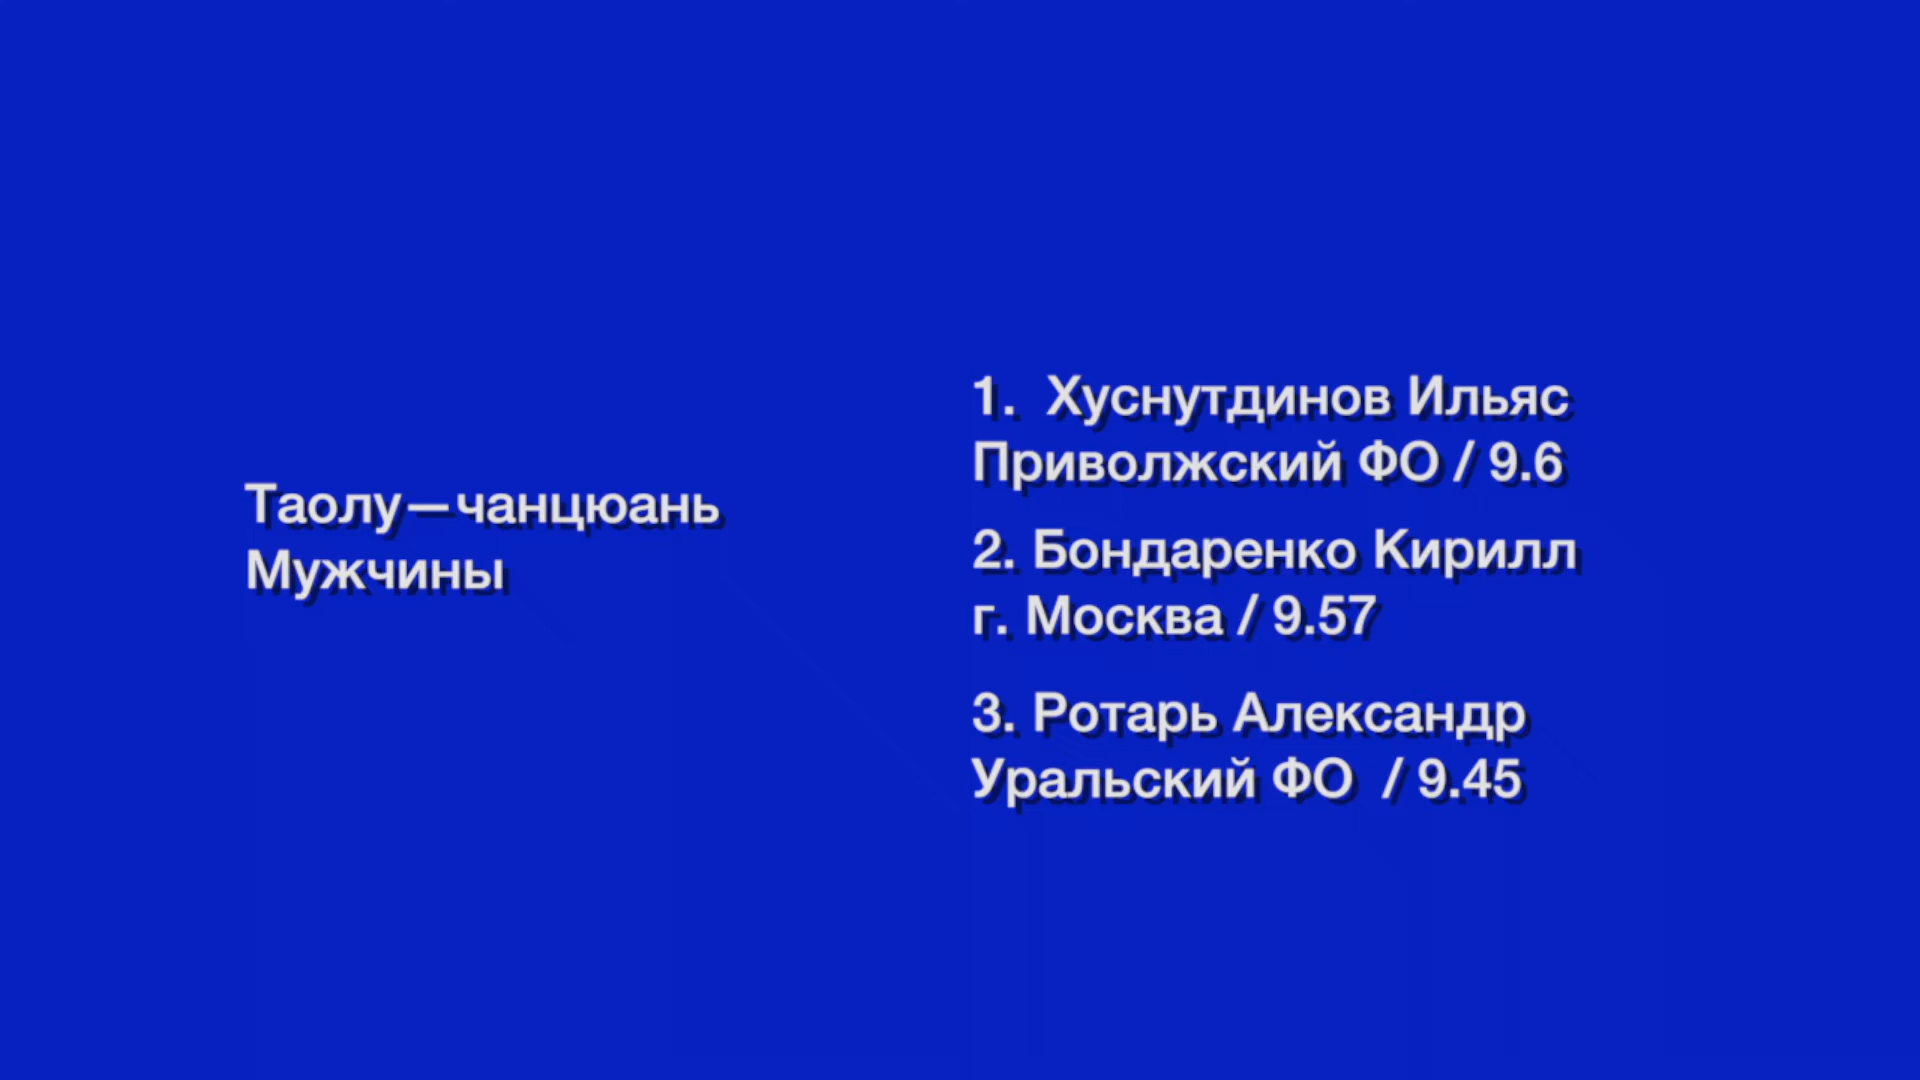 Таолу—чанцюань
Мужчины
1. Хуснутдинов Ильяс
Приволжский ФО / 9.6
2. Бондаренко Кирилл
г. Москва / 9.57
3. Ротарь Александр
Уральский ФО / 9.45